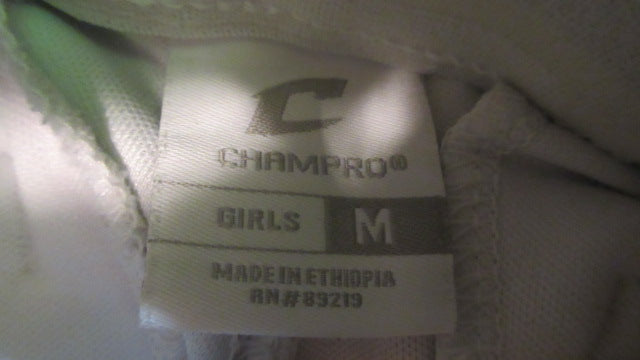 C
CHAMPRO®
GIRLS M
MADE IN ETHIOPIA
RN#89219